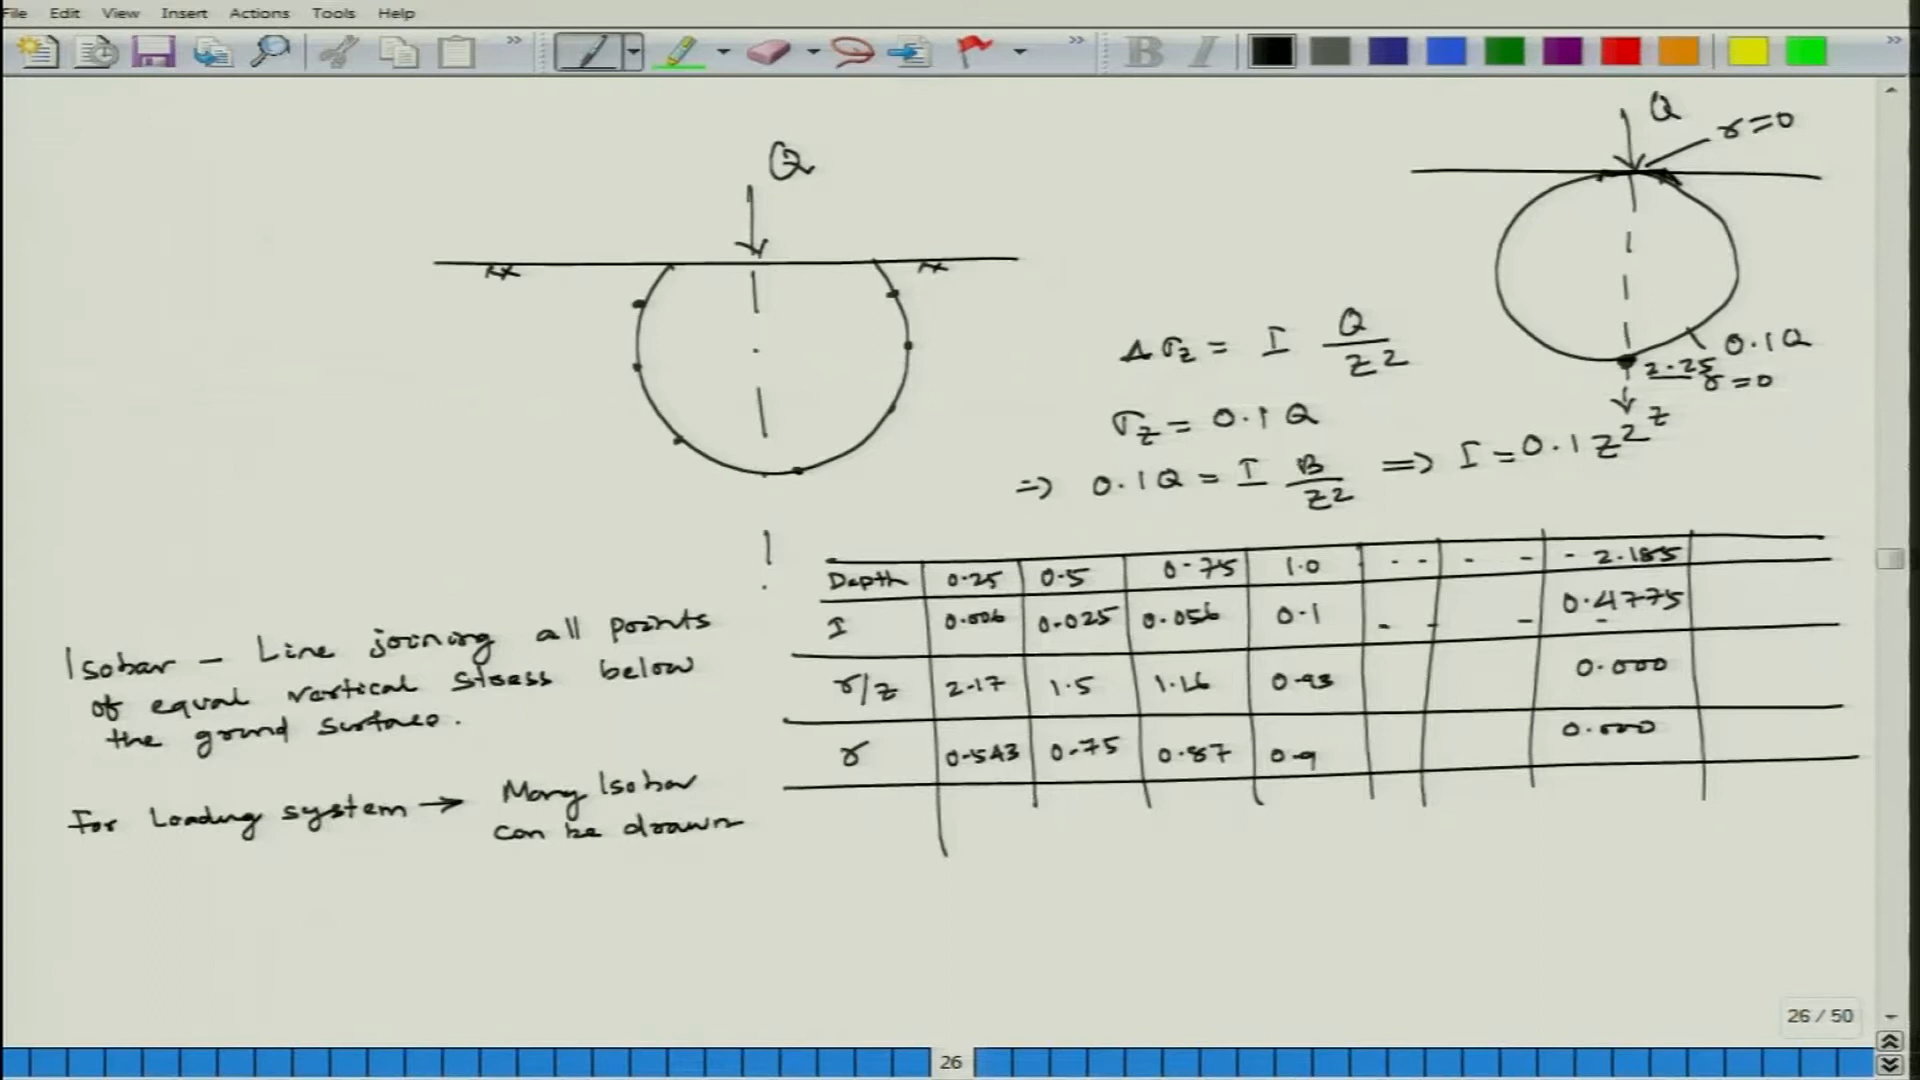 File Edit View Insert Actions Tools Help
B I
Q
Q
r=0
0.1Q
2.25
r=0
z
Δσz = I Q/z2
σz = 0.1Q
=> 0.1Q = I B/z2 => I = 0.1 z2
!
Isobar – Line joining all points
of equal vertical stress below
the ground surface.
For Loading system → Many Isobar
can be drawn
Depth 0.25 0.5 0.75 1.0 - - - - - 2.185
I 0.006 0.025 0.056 0.1 - - - - 0.4775
r/z 2.17 1.5 1.16 0.93 0.000
r 0.543 0.75 0.87 0.9 0.000
26 / 50
26